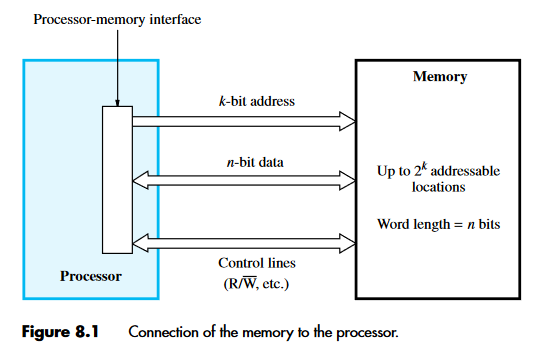 Processor-memory interface
Memory
k-bit address
n-bit data
Up to 2^k addressable
locations
Word length = n bits
Control lines
(R/W̅, etc.)
Processor
Figure 8.1 Connection of the memory to the processor.